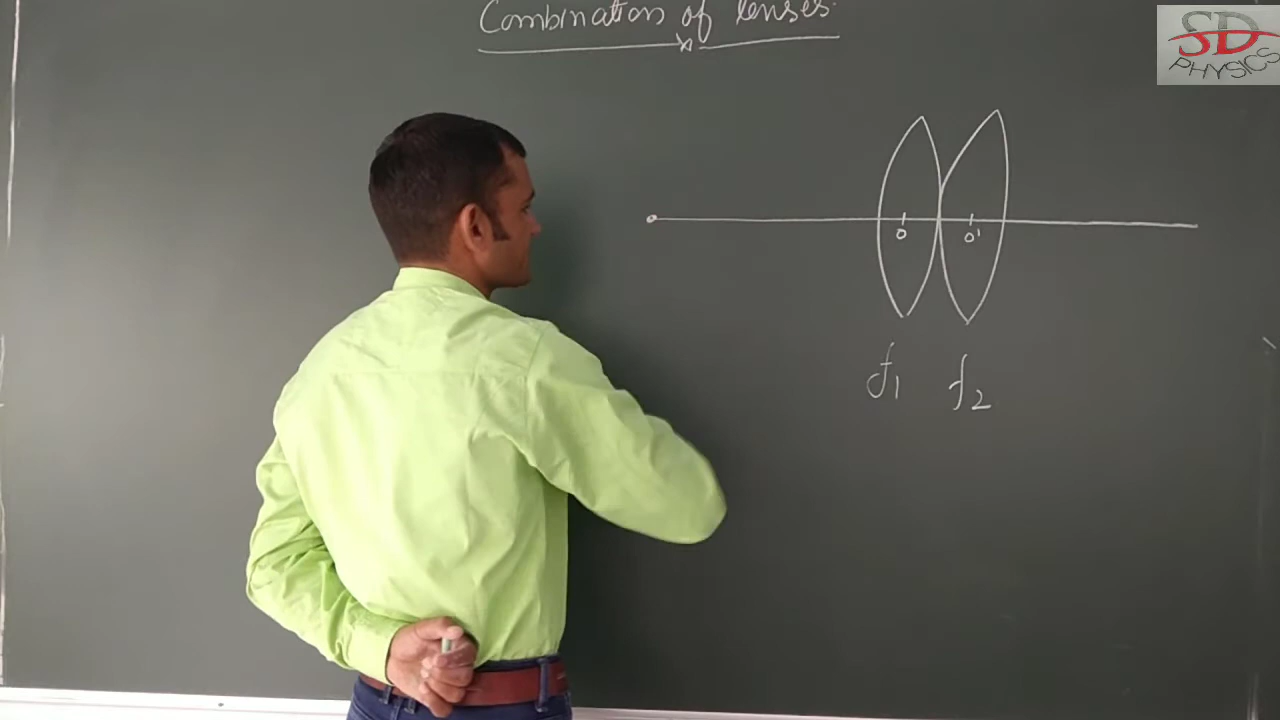 Combination of lenses.
SD
PHYSICS
O O'
f1 f2